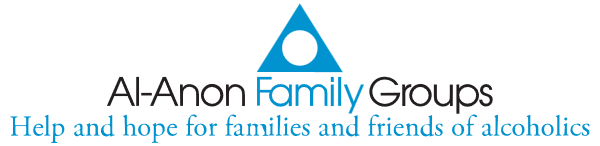 Al-Anon Family Groups
Help and hope for families and friends of alcoholics